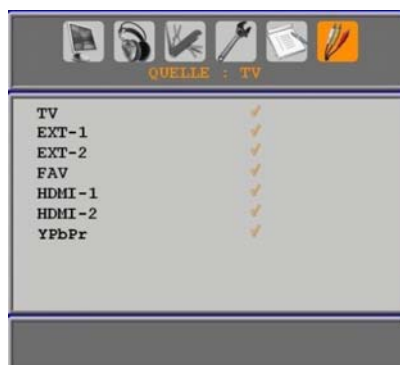 QUELLE : TV
TV
EXT-1
EXT-2
FAV
HDMI-1
HDMI-2
YPbPr